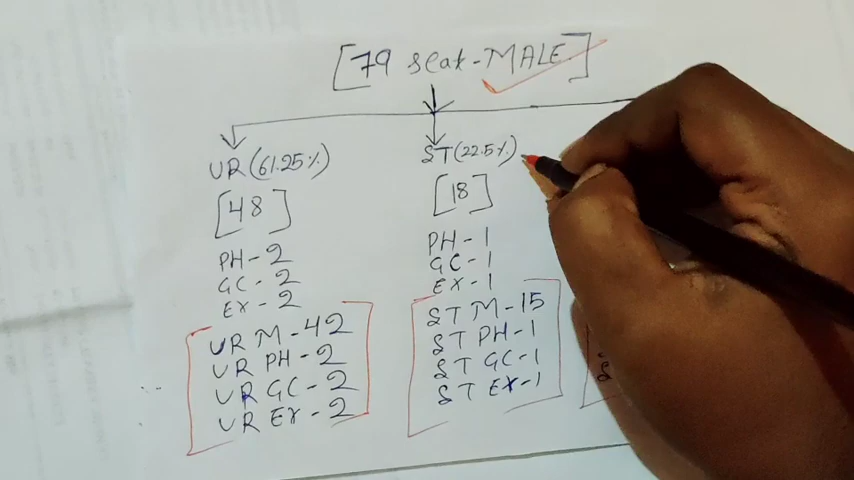 [79 seat-MALE]
UR(61.25%)
[48]
PH-2
GC-2
EX-2
UR M-42
UR PH-2
UR GC-2
UR EX-2
ST(22.5%)
[18]
PH-1
GC-1
EX-1
ST M-15
ST PH-1
ST GC-1
ST EX-1
S